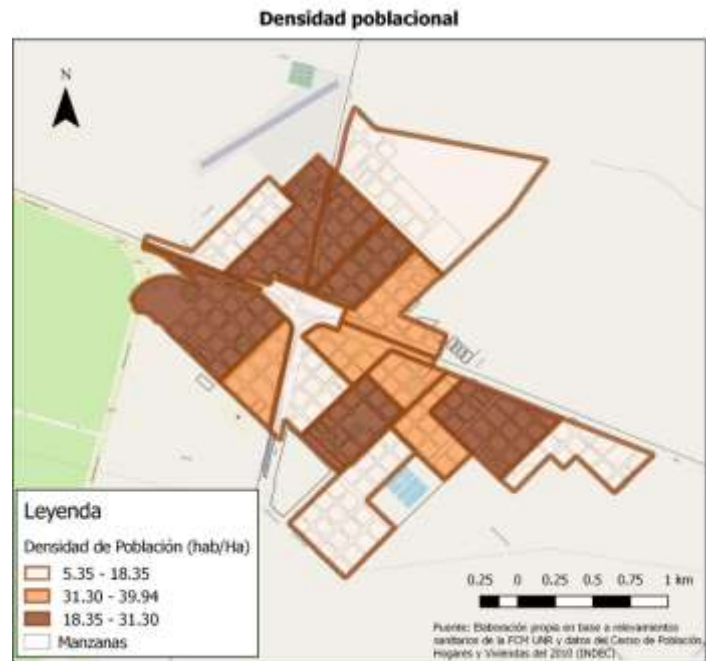 Densidad poblacional
N
Leyenda
Densidad de Población (hab/Ha)
5.35 - 18.35
31.30 - 39.94
18.35 - 31.30
Manzanas
0.25 0 0.25 0.5 0.75 1 km
Fuente: Elaboración propia en base a relevamientos
sanitarios de la FCM UNR y datos del Censo de Población,
Hogares y Viviendas del 2010 (INDEC)